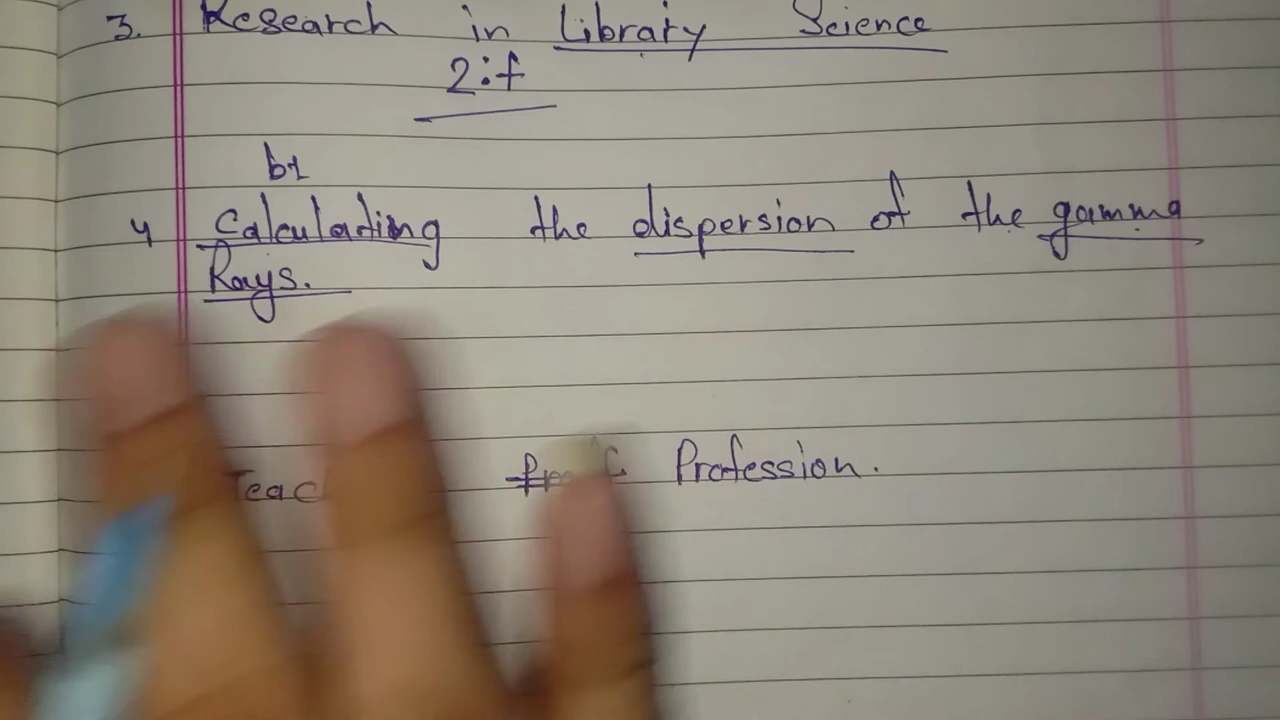 3. Research in Library Science
2:f
b1
4 Calculating the dispersion of the gamma
Rays.
Profession.